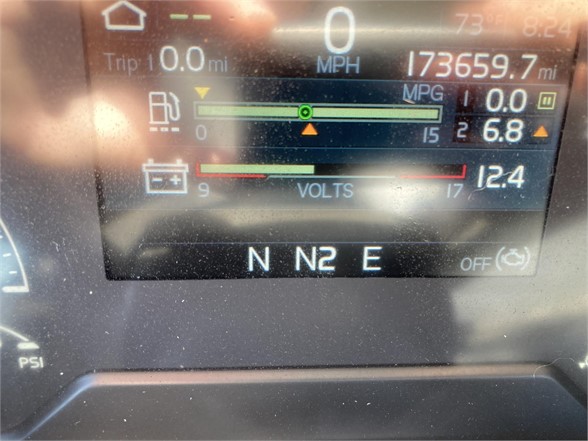 0 73°F 8:24
Trip 1 0.0 mi MPH 173659.7 mi
MPG 1 0.0
0 15 2 6.8
9 VOLTS 17 12.4
N N2 E OFF
PSI